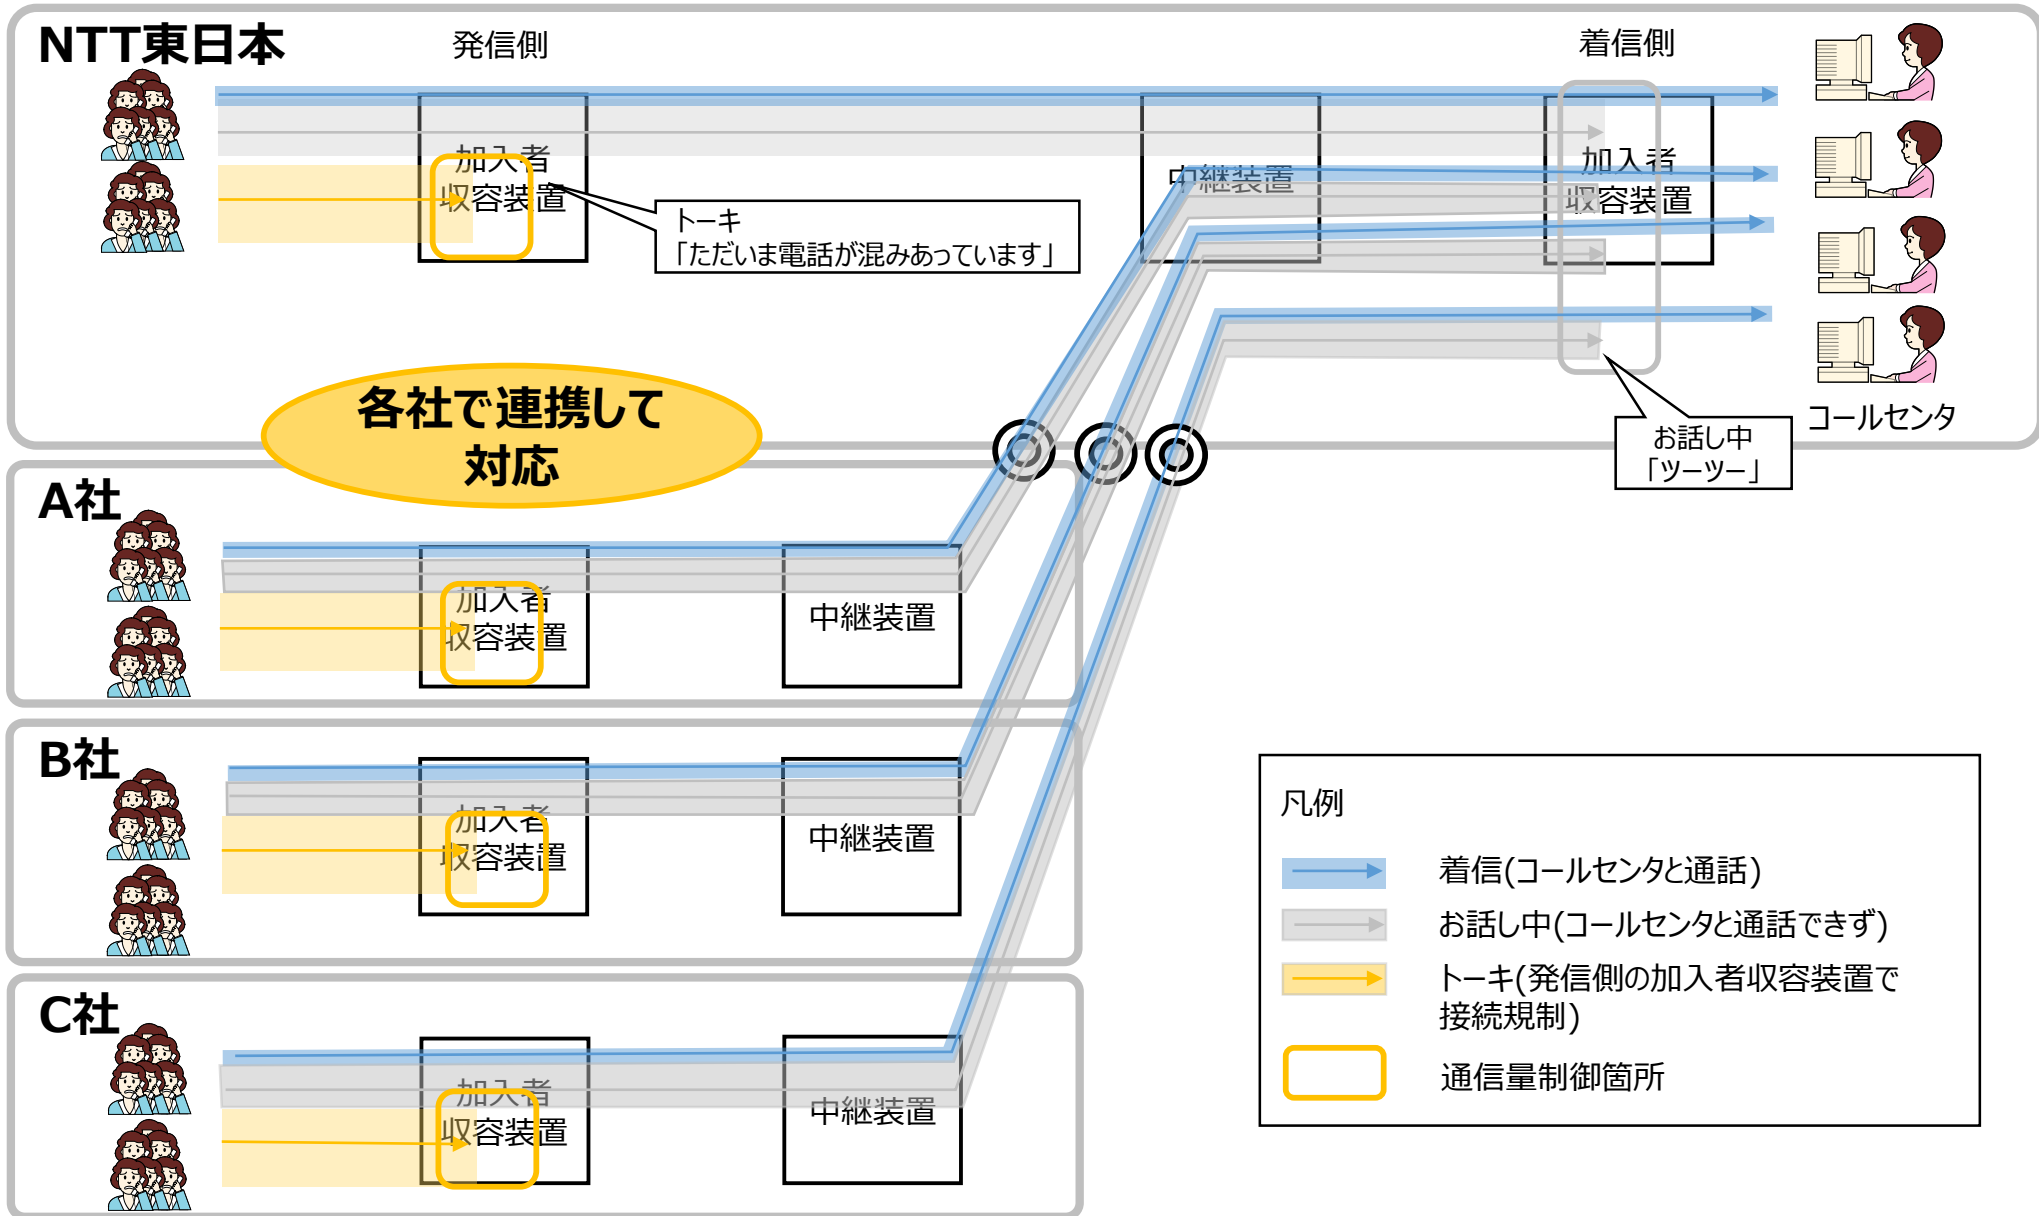 NTT東日本
発信側
着信側
加入者
収容装置
トーキ
「ただいま電話が混みあっています」
中継装置
加入者
収容装置
コールセンタ
お話し中
「ツーツー」
各社で連携して
対応
A社
加入者
収容装置
中継装置
B社
加入者
収容装置
中継装置
C社
加入者
収容装置
中継装置
凡例
着信(コールセンタと通話)
お話し中(コールセンタと通話できず)
トーキ(発信側の加入者収容装置で
接続規制)
通信量制御箇所